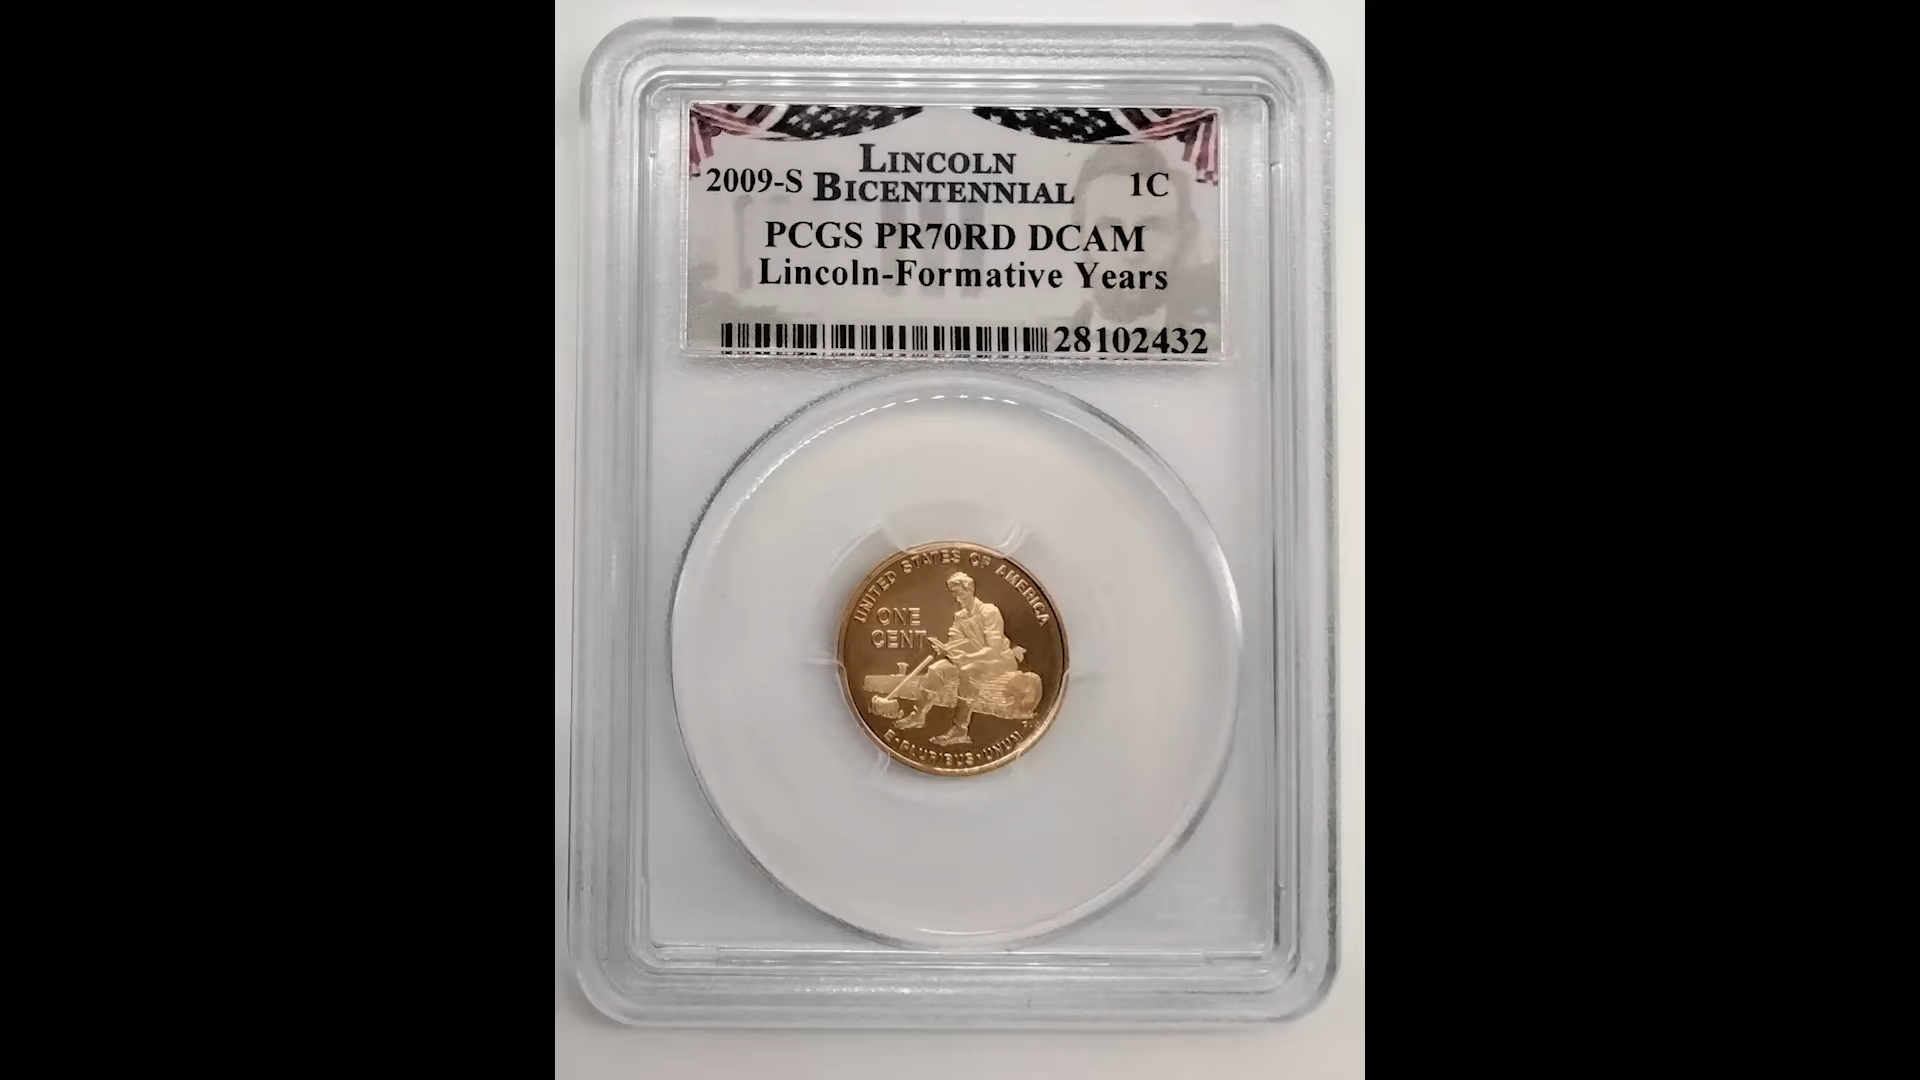 LINCOLN
2009-S BICENTENNIAL 1C
PCGS PR70RD DCAM
Lincoln-Formative Years
28102432
UNITED STATES OF AMERICA
ONE
CENT
E·PLURIBUS·UNUM